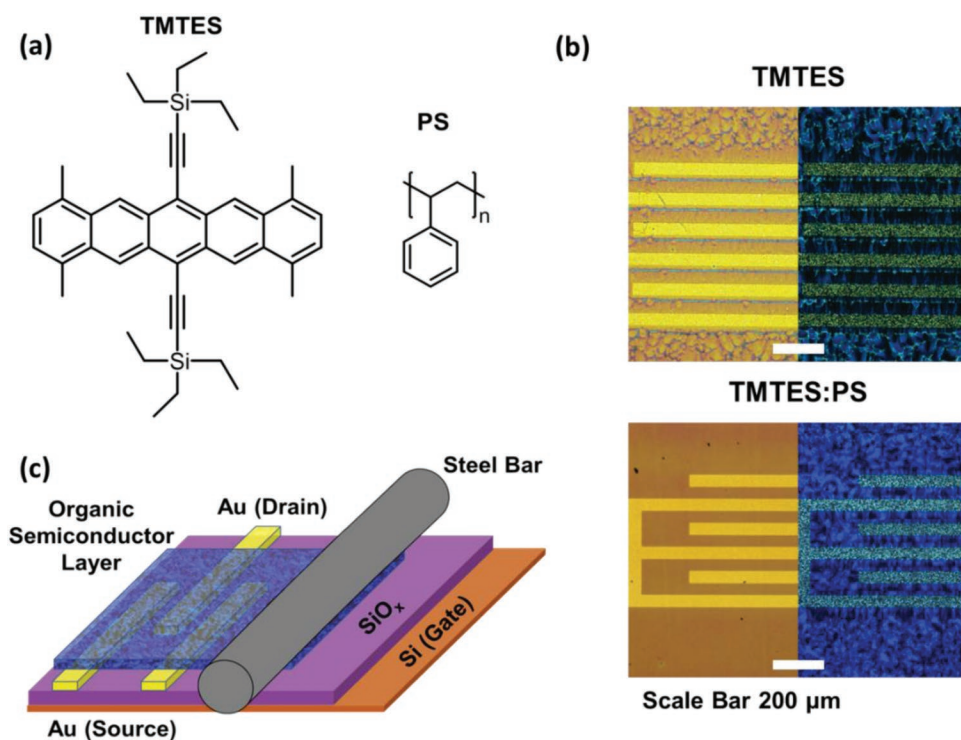 (a)
TMTES
Si
Si
PS
n
(b)
TMTES
TMTES:PS
Scale Bar 200 µm
(c)
Organic
Semiconductor
Layer
Au (Drain)
Steel Bar
SiOₓ
Si (Gate)
Au (Source)